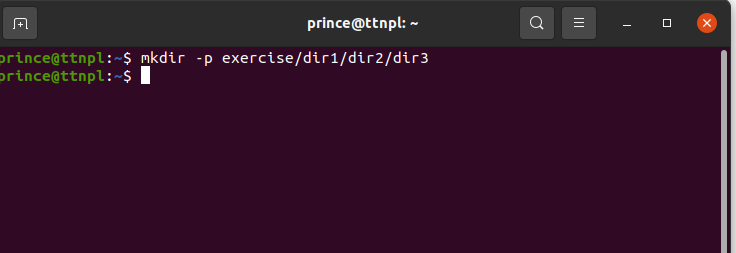 prince@ttnpl: ~
prince@ttnpl:~$ mkdir -p exercise/dir1/dir2/dir3
prince@ttnpl:~$